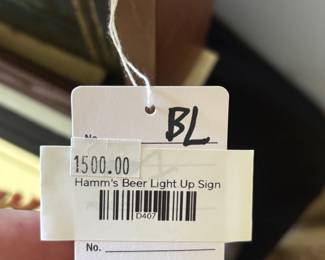 No.
BL
1500.00
Hamm's Beer Light Up Sign
D407
No.